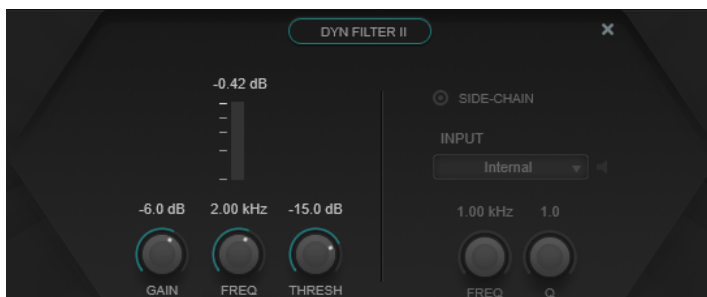 DYN FILTER II
×
-0.42 dB
SIDE-CHAIN
INPUT
Internal
-6.0 dB 2.00 kHz -15.0 dB
1.00 kHz 1.0
GAIN FREQ THRESH
FREQ Q